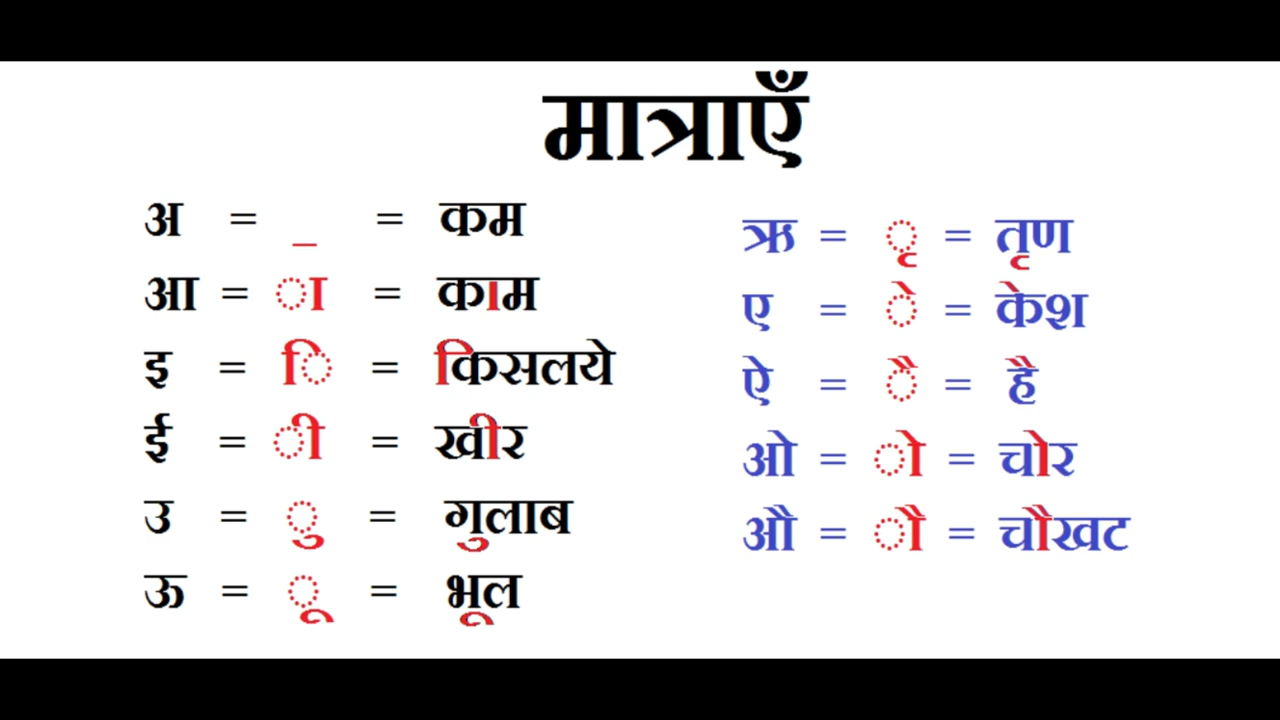 मात्राएँ
अ = _ = कम
आ = ा = काम
इ = ि = किसलये
ई = ी = खीर
उ = ु = गुलाब
ऊ = ू = भूल
ऋ = ृ = तृण
ए = े = केश
ऐ = ै = है
ओ = ो = चोर
औ = ौ = चौखट